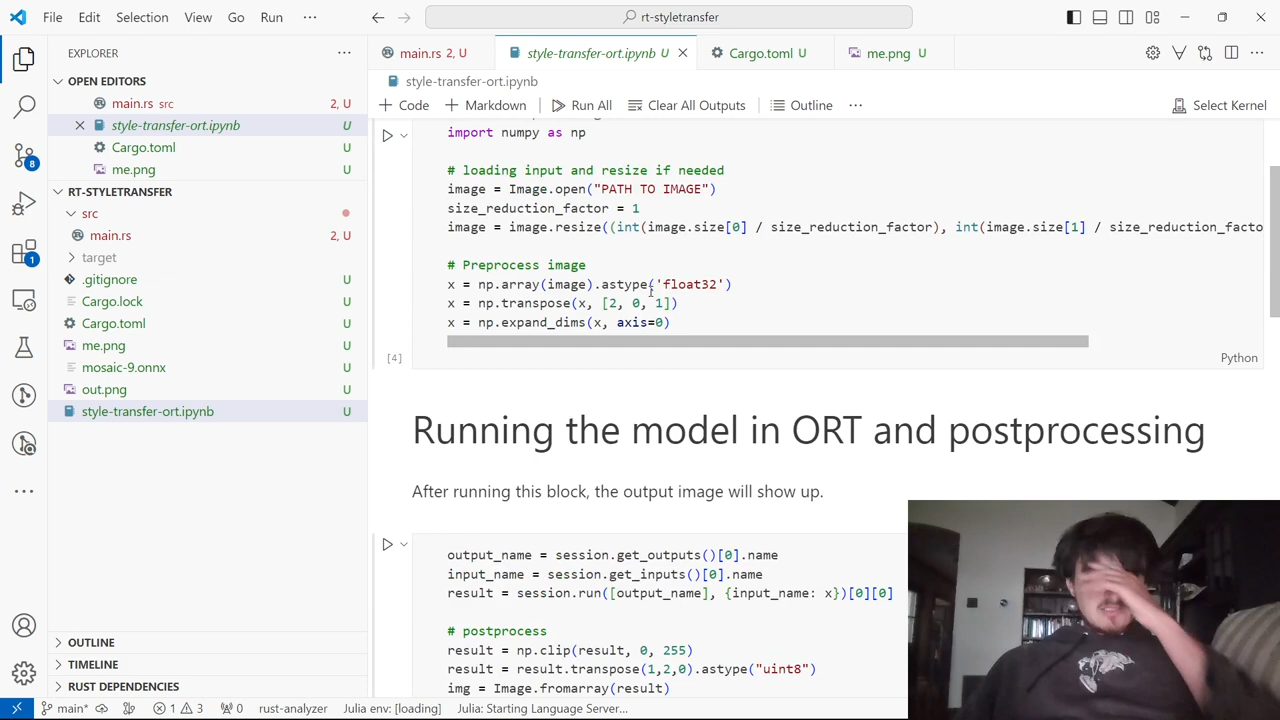 File Edit Selection View Go Run ···
rt-styletransfer
EXPLORER
OPEN EDITORS
main.rs src 2, U
style-transfer-ort.ipynb U
Cargo.toml U
me.png U
RT-STYLETRANSFER
src
main.rs 2, U
target
.gitignore U
Cargo.lock U
Cargo.toml U
me.png U
mosaic-9.onnx U
out.png U
style-transfer-ort.ipynb U
OUTLINE
TIMELINE
RUST DEPENDENCIES
8
1
main.rs 2, U
style-transfer-ort.ipynb U
Cargo.toml U
me.png U
style-transfer-ort.ipynb
+ Code + Markdown Run All Clear All Outputs Outline ··· Select Kernel
import numpy as np
# loading input and resize if needed
image = Image.open("PATH TO IMAGE")
size_reduction_factor = 1
image = image.resize((int(image.size[0] / size_reduction_factor), int(image.size[1] / size_reduction_facto
# Preprocess image
x = np.array(image).astype('float32')
x = np.transpose(x, [2, 0, 1])
x = np.expand_dims(x, axis=0)
[4] Python
Running the model in ORT and postprocessing
After running this block, the output image will show up.
output_name = session.get_outputs()[0].name
input_name = session.get_inputs()[0].name
result = session.run([output_name], {input_name: x})[0][0]
# postprocess
result = np.clip(result, 0, 255)
result = result.transpose(1,2,0).astype("uint8")
img = Image.fromarray(result)
main* 1 3 0 rust-analyzer Julia env: [loading] Julia: Starting Language Server...